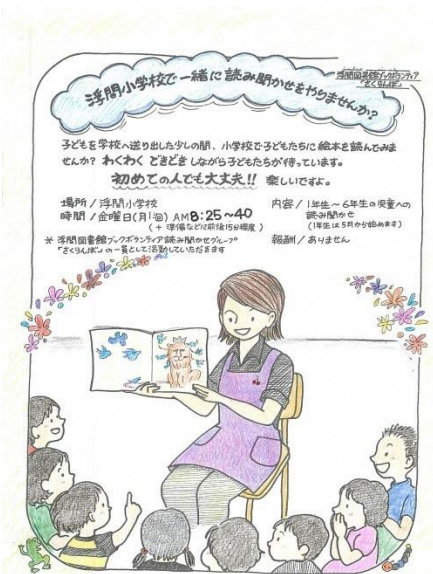 浮間図書館ブックボランティア
"さくらんぼ"
浮間小学校で一緒に読み聞かせをやりませんか?
子どもを学校へ送り出した少しの間、小学校で子どもたちに絵本を読んでみま
せんか? わくわく どきどき しながら子どもたちが待っています。
初めての人でも大丈夫!! 楽しいですよ。
場所/浮間小学校
時間/金曜日(月1回) AM8:25~40
(+ 準備などに前後15分程度)
*浮間図書館ブックボランティア読み聞かせグループ
"さくらんぼ"の一員として活動していただきます
内容/1年生~6年生の児童への
読み聞かせ
(1年生は5月から始めます)
報酬/ありません